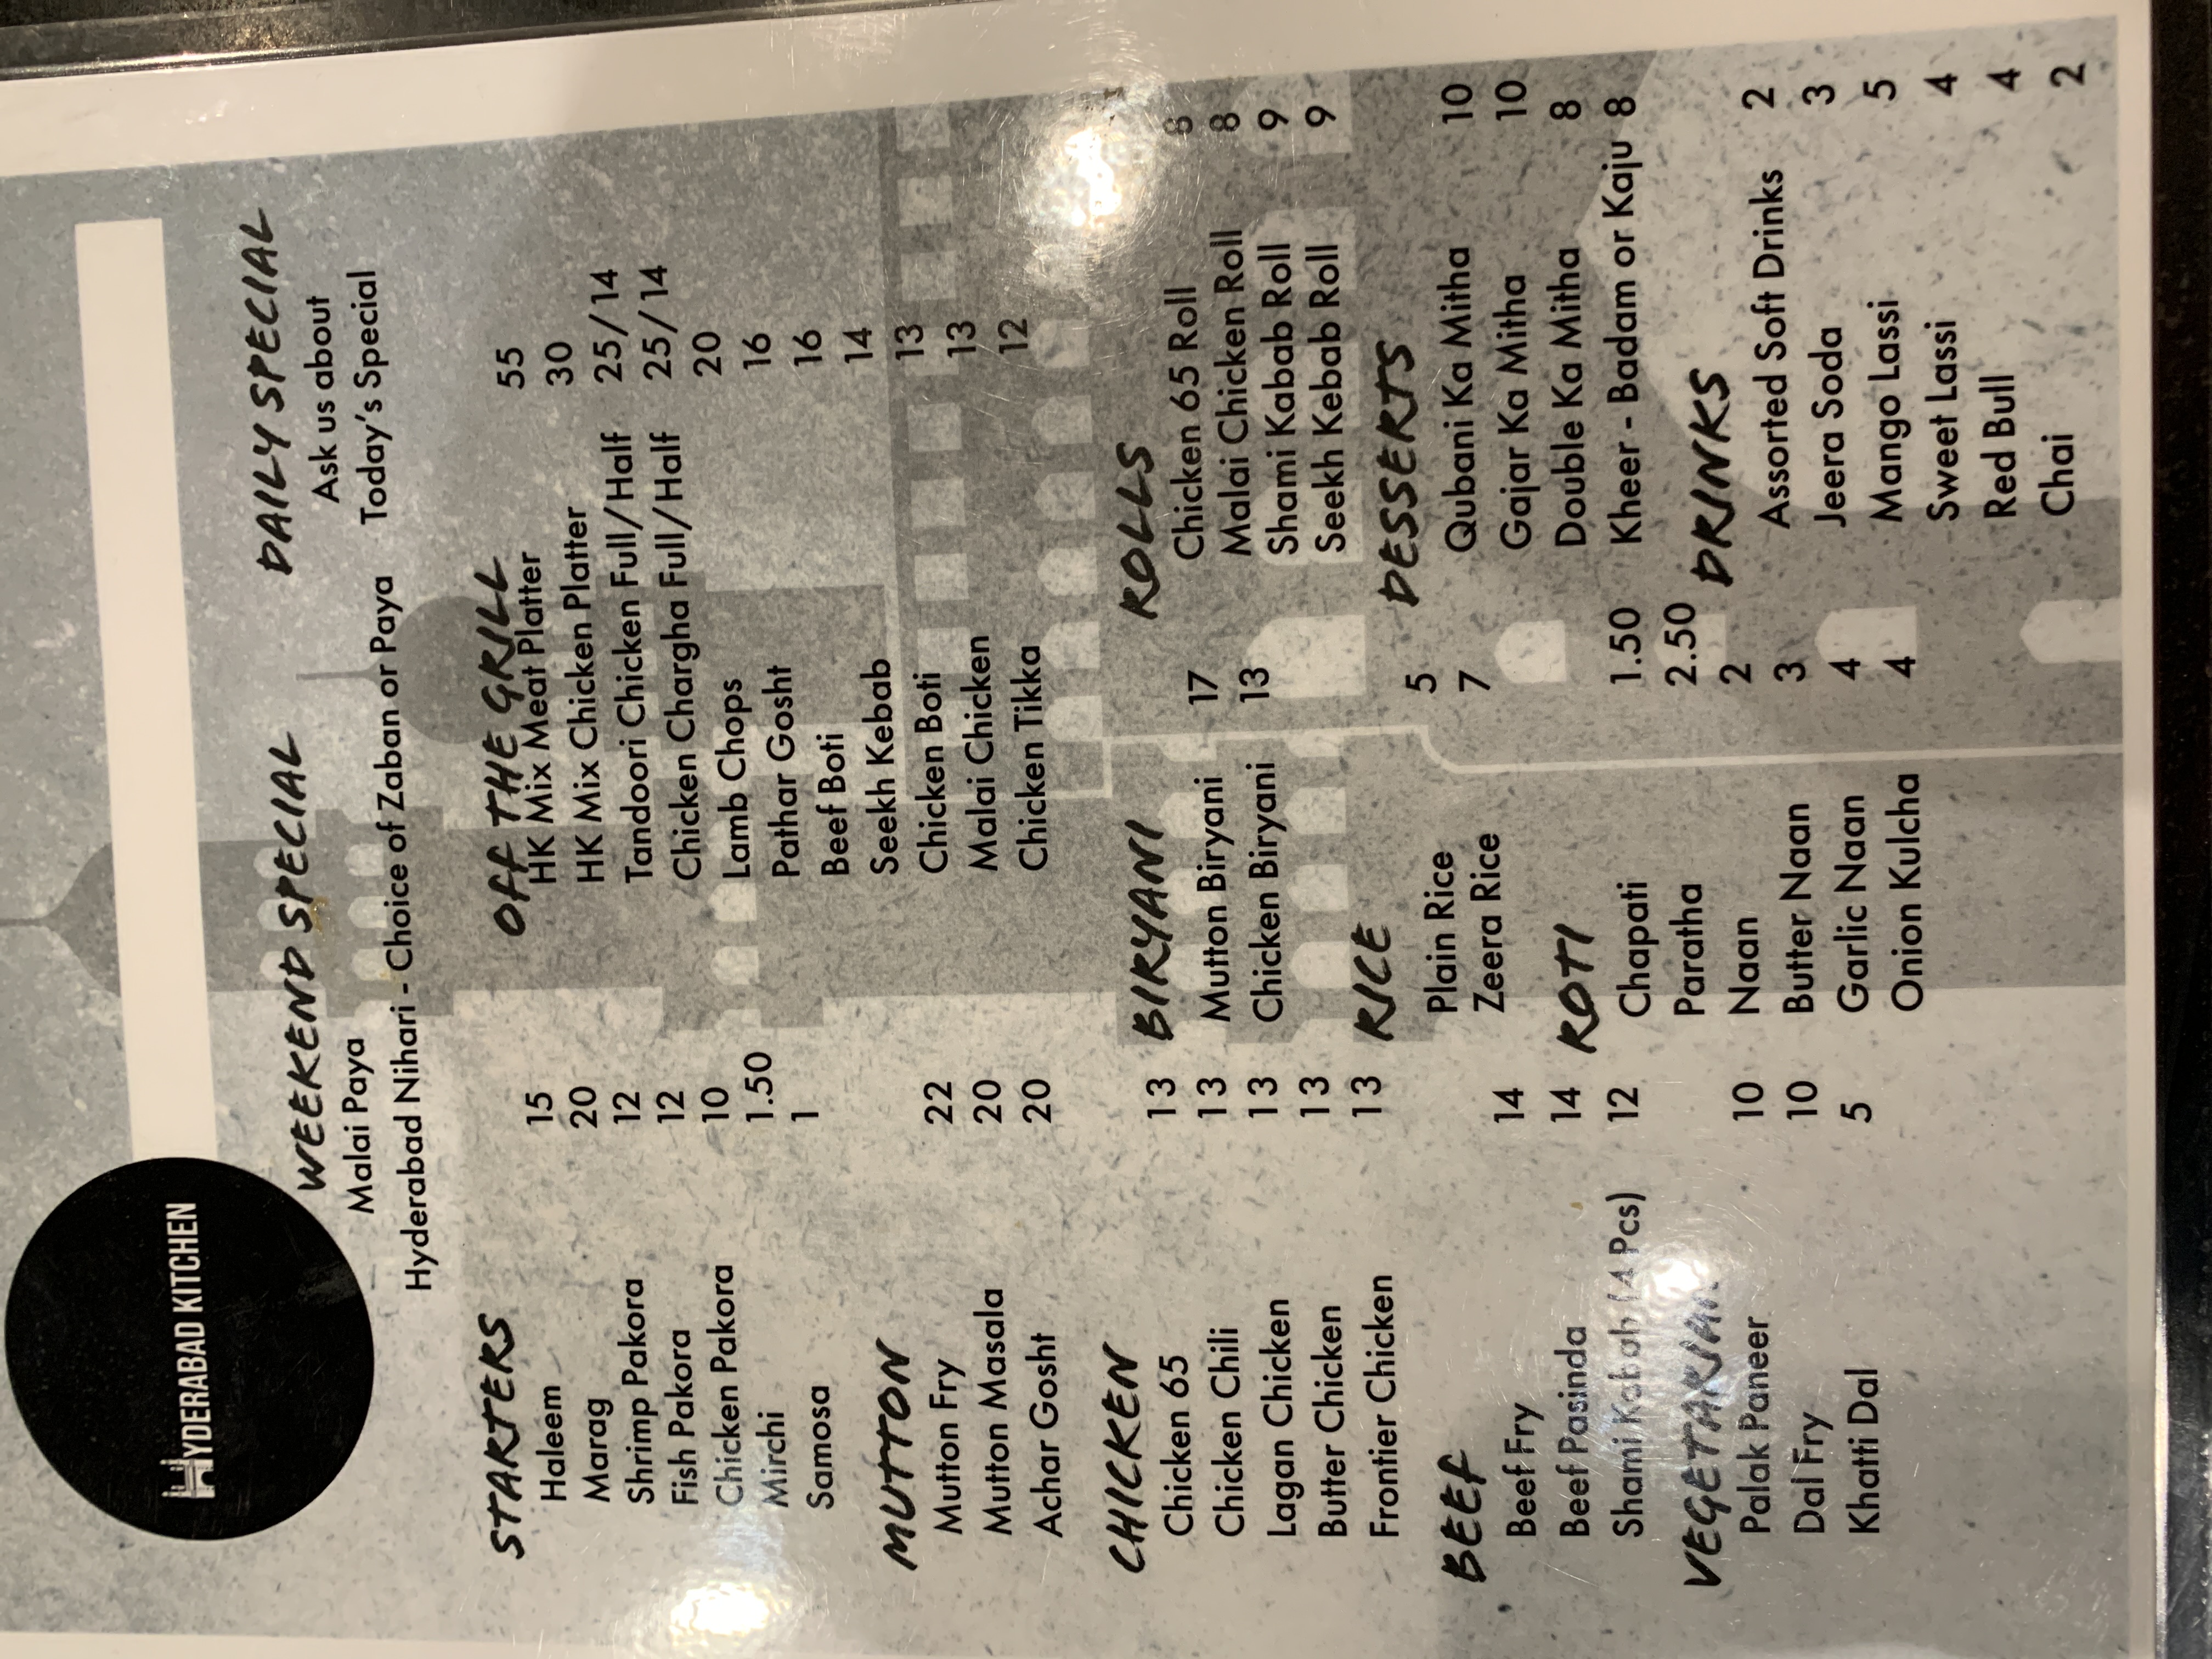 HYDERABAD KITCHEN
WEEKEND SPECIAL
Malai Paya
Hyderabad Nihari - Choice of Zaban or Paya
DAILY SPECIAL
Ask us about
Today's Special
STARTERS
Haleem 15
Marag 20
Shrimp Pakora 12
Fish Pakora 12
Chicken Pakora 10
Mirchi 1.50
Samosa 1
MUTTON
Mutton Fry 22
Mutton Masala 20
Achar Gosht 20
CHICKEN
Chicken 65 13
Chicken Chili 13
Lagan Chicken 13
Butter Chicken 13
Frontier Chicken 13
BEEF
Beef Fry 14
Beef Pasinda 14
Shami Kabab (4 Pcs) 12
VEGETARIAN
Palak Paneer 10
Dal Fry 10
Khatti Dal 5
OFF THE GRILL
HK Mix Meat Platter 55
HK Mix Chicken Platter 30
Tandoori Chicken Full/Half 25/14
Chicken Chargha Full/Half 25/14
Lamb Chops 20
Pathar Gosht 16
Beef Boti 16
Seekh Kebab 14
Chicken Boti 13
Malai Chicken 13
Chicken Tikka 12
BIRYANI
Mutton Biryani 17
Chicken Biryani 13
RICE
Plain Rice 5
Zeera Rice 7
ROTI
Chapati 1.50
Paratha 2.50
Naan 2
Butter Naan 3
Garlic Naan 4
Onion Kulcha 4
ROLLS
Chicken 65 Roll 8
Malai Chicken Roll 8
Shami Kabab Roll 9
Seekh Kebab Roll 9
DESSERTS
Qubani Ka Mitha 10
Gajar Ka Mitha 10
Double Ka Mitha 8
Kheer - Badam or Kaju 8
DRINKS
Assorted Soft Drinks 2
Jeera Soda 3
Mango Lassi 5
Sweet Lassi 4
Red Bull 4
Chai 2